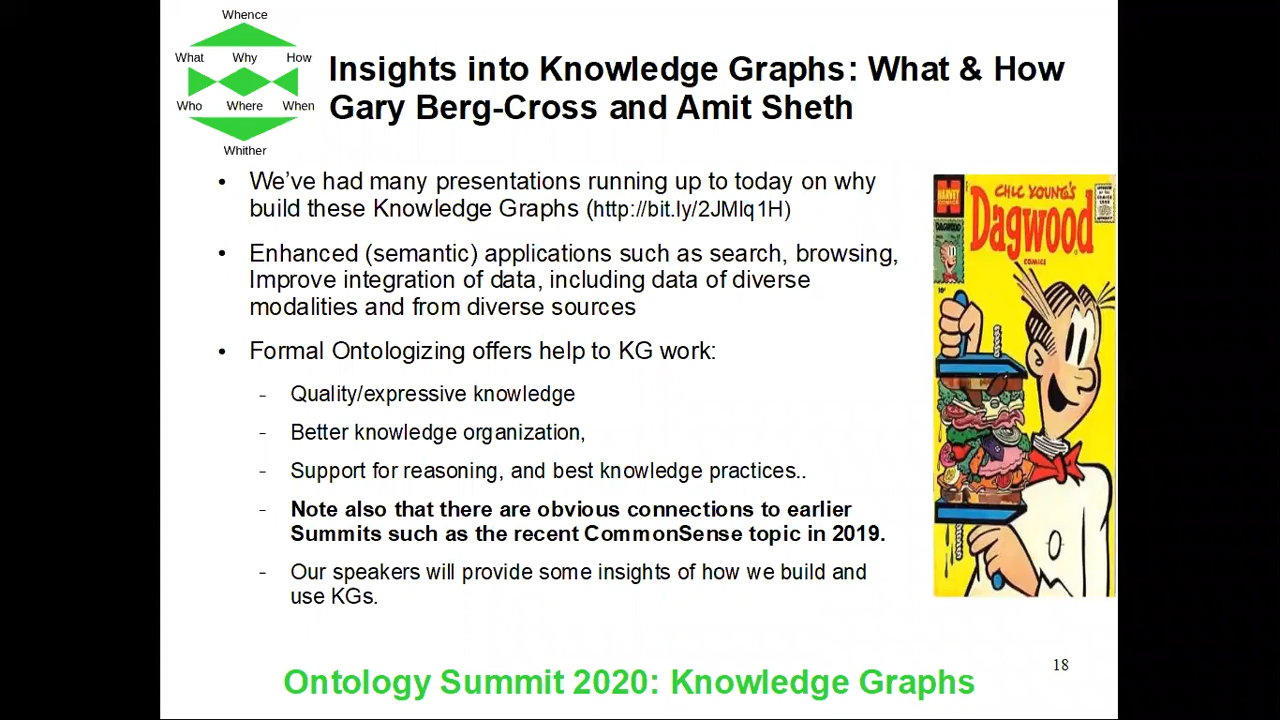 Whence
What Why How
Who Where When
Whither
Insights into Knowledge Graphs: What & How
Gary Berg-Cross and Amit Sheth
• We’ve had many presentations running up to today on why
build these Knowledge Graphs (http://bit.ly/2JMlq1H)
• Enhanced (semantic) applications such as search, browsing,
Improve integration of data, including data of diverse
modalities and from diverse sources
• Formal Ontologizing offers help to KG work:
– Quality/expressive knowledge
– Better knowledge organization,
– Support for reasoning, and best knowledge practices..
– Note also that there are obvious connections to earlier
Summits such as the recent CommonSense topic in 2019.
– Our speakers will provide some insights of how we build and
use KGs.
HARVEY
COMICS
CHIC YOUNG'S
Dagwood
COMICS
10¢
18
Ontology Summit 2020: Knowledge Graphs